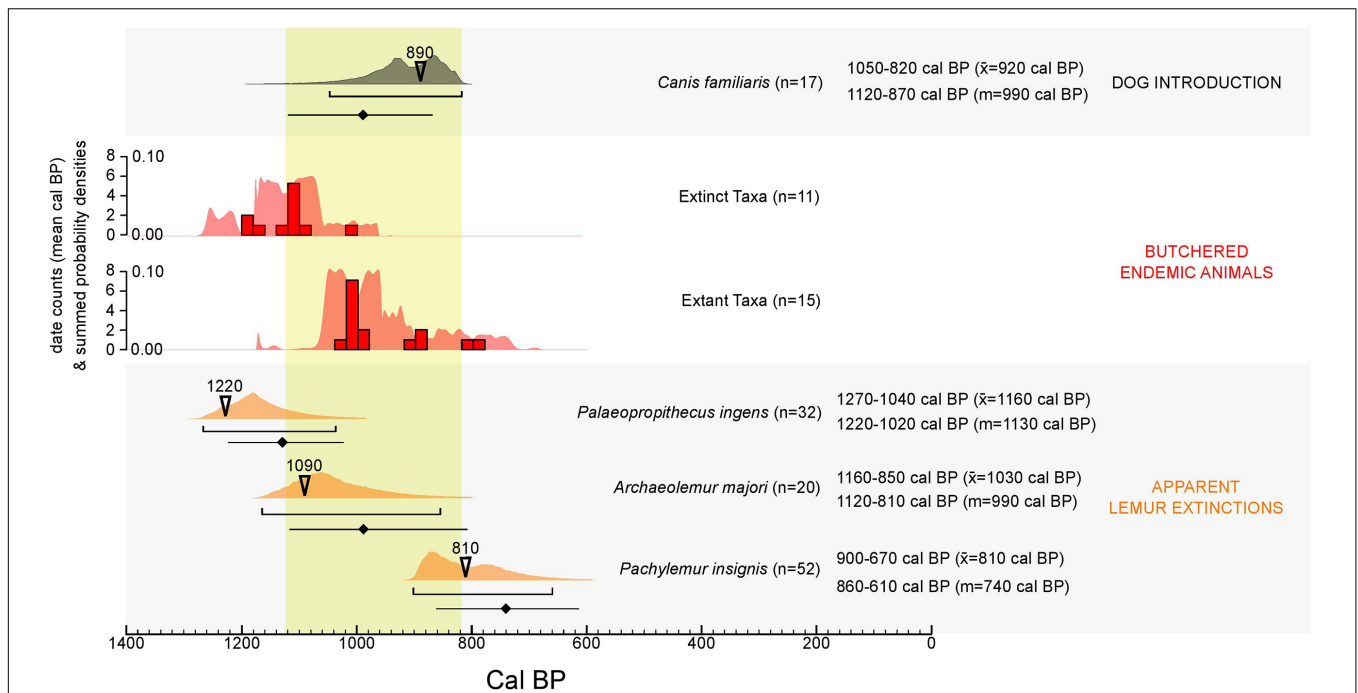 890
Canis familiaris (n=17)
1050-820 cal BP (x̄=920 cal BP)
1120-870 cal BP (m=990 cal BP)
DOG INTRODUCTION
date counts (mean cal BP)
& summed probability densities
8 0.10
6
4
2
0 0.00
Extinct Taxa (n=11)
8 0.10
6
4
2
0 0.00
Extant Taxa (n=15)
BUTCHERED
ENDEMIC ANIMALS
1220
Palaeopropithecus ingens (n=32)
1270-1040 cal BP (x̄=1160 cal BP)
1220-1020 cal BP (m=1130 cal BP)
1090
Archaeolemur majori (n=20)
1160-850 cal BP (x̄=1030 cal BP)
1120-810 cal BP (m=990 cal BP)
APPARENT
LEMUR EXTINCTIONS
810
Pachylemur insignis (n=52)
900-670 cal BP (x̄=810 cal BP)
860-610 cal BP (m=740 cal BP)
1400 1200 1000 800 600 400 200 0
Cal BP